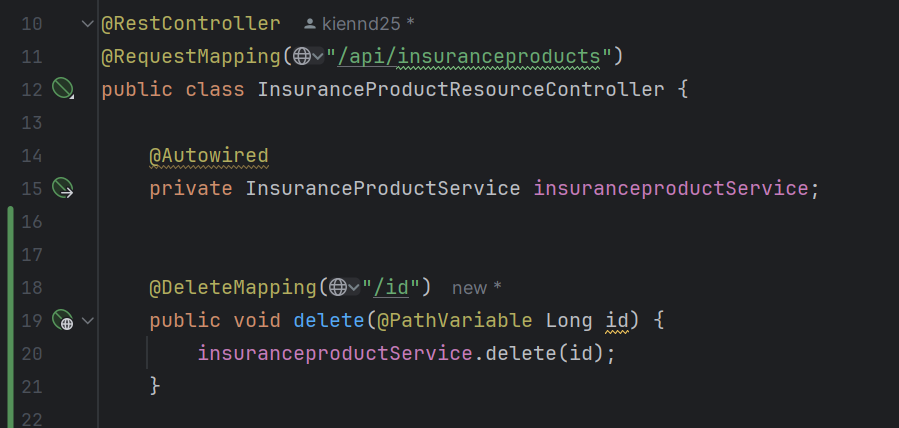 10 @RestController kiennd25 *
11 @RequestMapping("/api/insuranceproducts")
12 public class InsuranceProductResourceController {
13
14 @Autowired
15 private InsuranceProductService insuranceproductService;
16
17
18 @DeleteMapping("/id") new *
19 public void delete(@PathVariable Long id) {
20 insuranceproductService.delete(id);
21 }
22